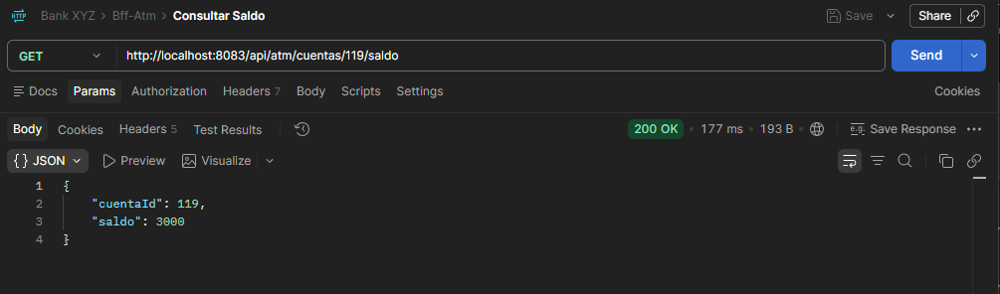 HTTP Bank XYZ › Bff-Atm › Consultar Saldo Save Share
GET http://localhost:8083/api/atm/cuentas/119/saldo Send
Docs Params Authorization Headers 7 Body Scripts Settings Cookies
Body Cookies Headers 5 Test Results 200 OK • 177 ms • 193 B • e.g. Save Response
{} JSON Preview Visualize
1 {
2 "cuentaId": 119,
3 "saldo": 3000
4 }